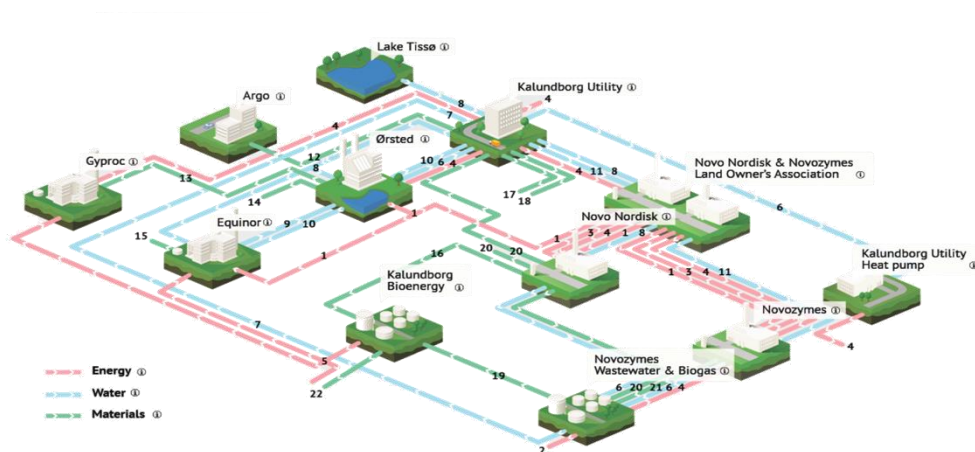 Lake Tissø
Kalundborg Utility
4
Argo
8
7
4
Ørsted
12
8
10 6 4
Gyproc
13
14
17
18
4 11 8
Novo Nordisk & Novozymes
Land Owner's Association
6
Equinor
9 10
15
1
1
Novo Nordisk
1 3 4 1 8
16
20
20
Kalundborg
Bioenergy
1 3 4 11
Kalundborg Utility
Heat pump
Novozymes
4
7
5
22
19
Novozymes
Wastewater & Biogas
6 20 21 6 4
2
Energy
Water
Materials